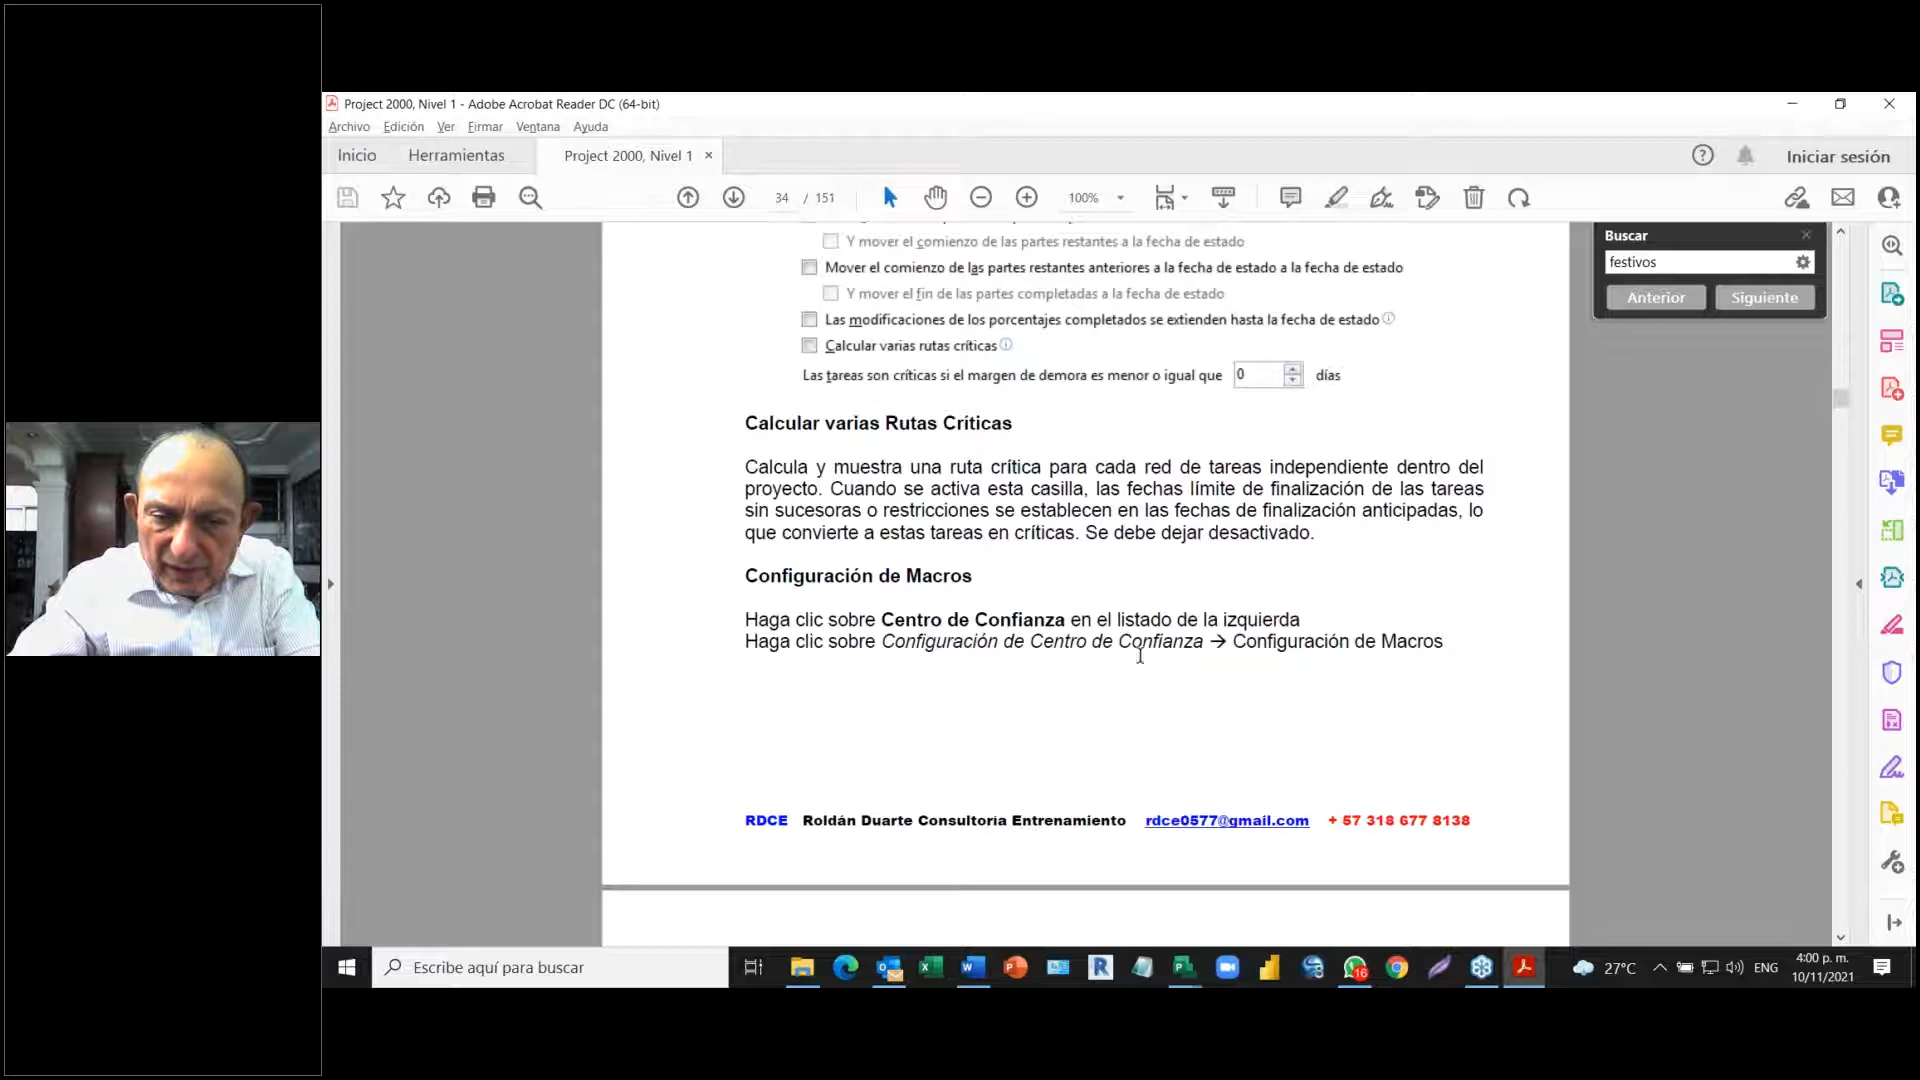 Project 2000, Nivel 1 - Adobe Acrobat Reader DC (64-bit)
Archivo Edición Ver Firmar Ventana Ayuda
Inicio Herramientas Project 2000, Nivel 1 × Iniciar sesión
34 / 151 100%
Y mover el comienzo de las partes restantes a la fecha de estado
Mover el comienzo de las partes restantes anteriores a la fecha de estado a la fecha de estado
Y mover el fin de las partes completadas a la fecha de estado
Las modificaciones de los porcentajes completados se extienden hasta la fecha de estado
Calcular varias rutas críticas
Las tareas son críticas si el margen de demora es menor o igual que 0 días
Buscar
festivos
Anterior Siguiente
Calcular varias Rutas Críticas
Calcula y muestra una ruta crítica para cada red de tareas independiente dentro del
proyecto. Cuando se activa esta casilla, las fechas límite de finalización de las tareas
sin sucesoras o restricciones se establecen en las fechas de finalización anticipadas, lo
que convierte a estas tareas en críticas. Se debe dejar desactivado.
Configuración de Macros
Haga clic sobre Centro de Confianza en el listado de la izquierda
Haga clic sobre Configuración de Centro de Confianza → Configuración de Macros
RDCE Roldán Duarte Consultoría Entrenamiento rdce0577@gmail.com + 57 318 677 8138
Escribe aquí para buscar
16
27°C ENG
4:00 p. m.
10/11/2021